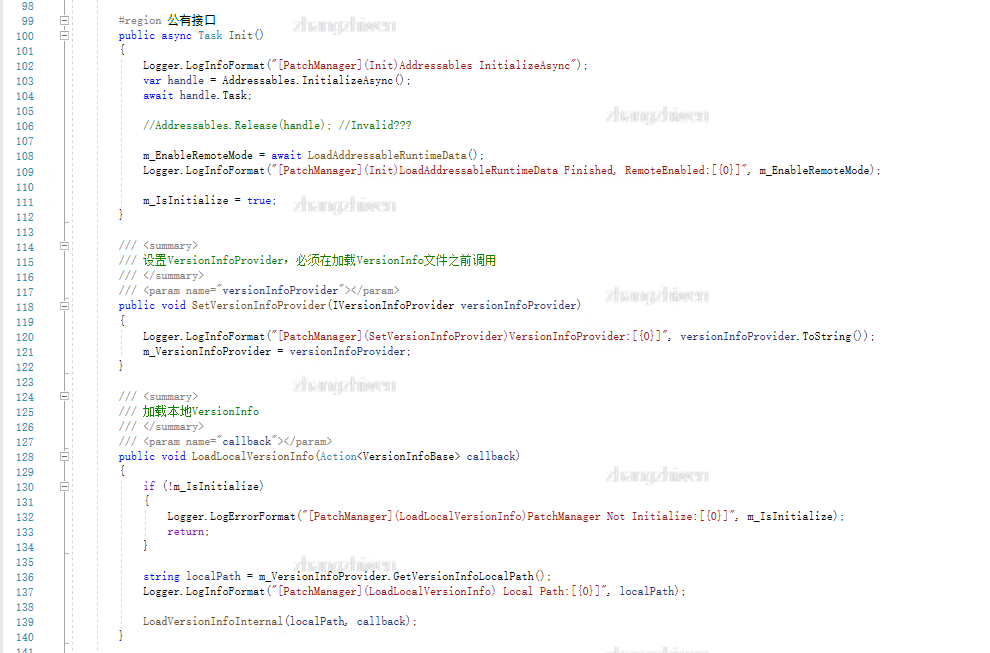 98
99 #region 公有接口
100 public async Task Init()
101 {
102 Logger.LogInfoFormat("[PatchManager](Init)Addressables InitializeAsync");
103 var handle = Addressables.InitializeAsync();
104 await handle.Task;
105
106 //Addressables.Release(handle); //Invalid???
107
108 m_EnableRemoteMode = await LoadAddressableRuntimeData();
109 Logger.LogInfoFormat("[PatchManager](Init)LoadAddressableRuntimeData Finished, RemoteEnabled:[{0}]", m_EnableRemoteMode);
110
111 m_IsInitialize = true;
112 }
113
114 /// <summary>
115 /// 设置VersionInfoProvider，必须在加载VersionInfo文件之前调用
116 /// </summary>
117 /// <param name="versionInfoProvider"></param>
118 public void SetVersionInfoProvider(IVersionInfoProvider versionInfoProvider)
119 {
120 Logger.LogInfoFormat("[PatchManager](SetVersionInfoProvider)VersionInfoProvider:[{0}]", versionInfoProvider.ToString());
121 m_VersionInfoProvider = versionInfoProvider;
122 }
123
124 /// <summary>
125 /// 加载本地VersionInfo
126 /// </summary>
127 /// <param name="callback"></param>
128 public void LoadLocalVersionInfo(Action<VersionInfoBase> callback)
129 {
130 if (!m_IsInitialize)
131 {
132 Logger.LogErrorFormat("[PatchManager](LoadLocalVersionInfo)PatchManager Not Initialize:[{0}]", m_IsInitialize);
133 return;
134 }
135
136 string localPath = m_VersionInfoProvider.GetVersionInfoLocalPath();
137 Logger.LogInfoFormat("[PatchManager](LoadLocalVersionInfo) Local Path:[{0}]", localPath);
138
139 LoadVersionInfoInternal(localPath, callback);
140 }
141
zhangzhiwen
zhangzhiwen
zhangzhiwen
zhangzhiwen
zhangzhiwen
zhangzhiwen
zhangzhiwen
zhangzhiwen